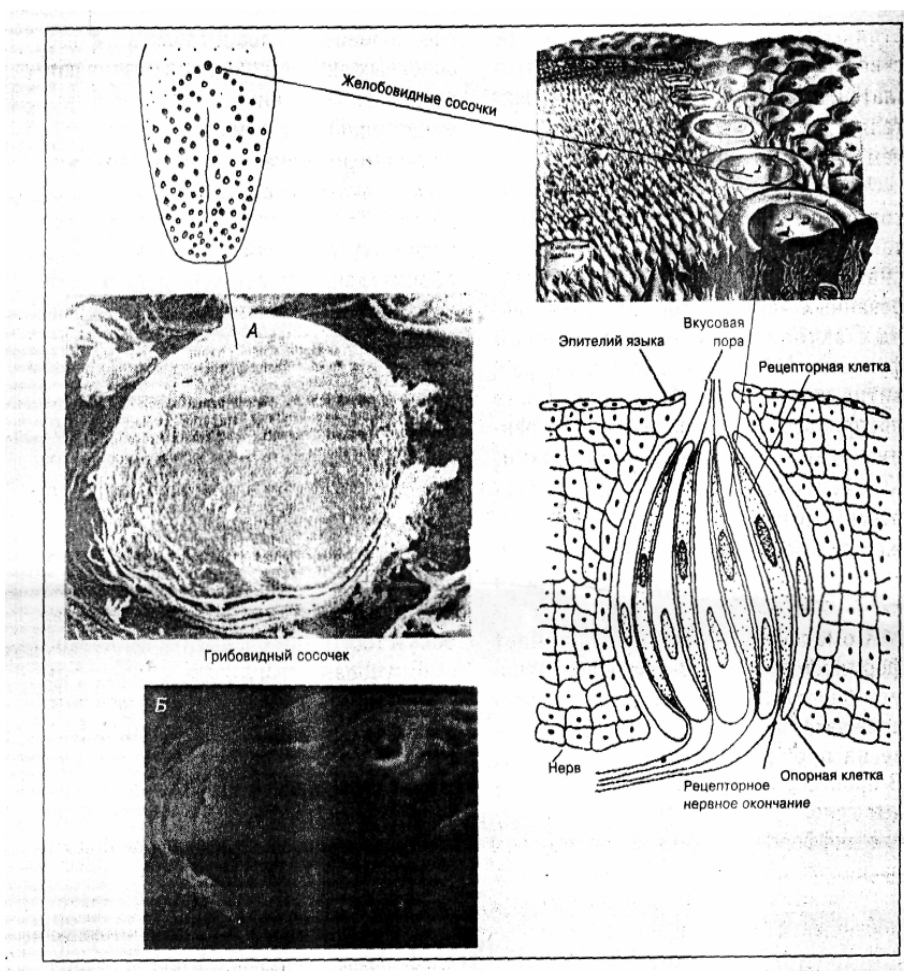 Желобовидные сосочки
А
Грибовидный сосочек
Б
Вкусовая
пора
Эпителий языка
Рецепторная клетка
Нерв
Опорная клетка
Рецепторное
нервное окончание